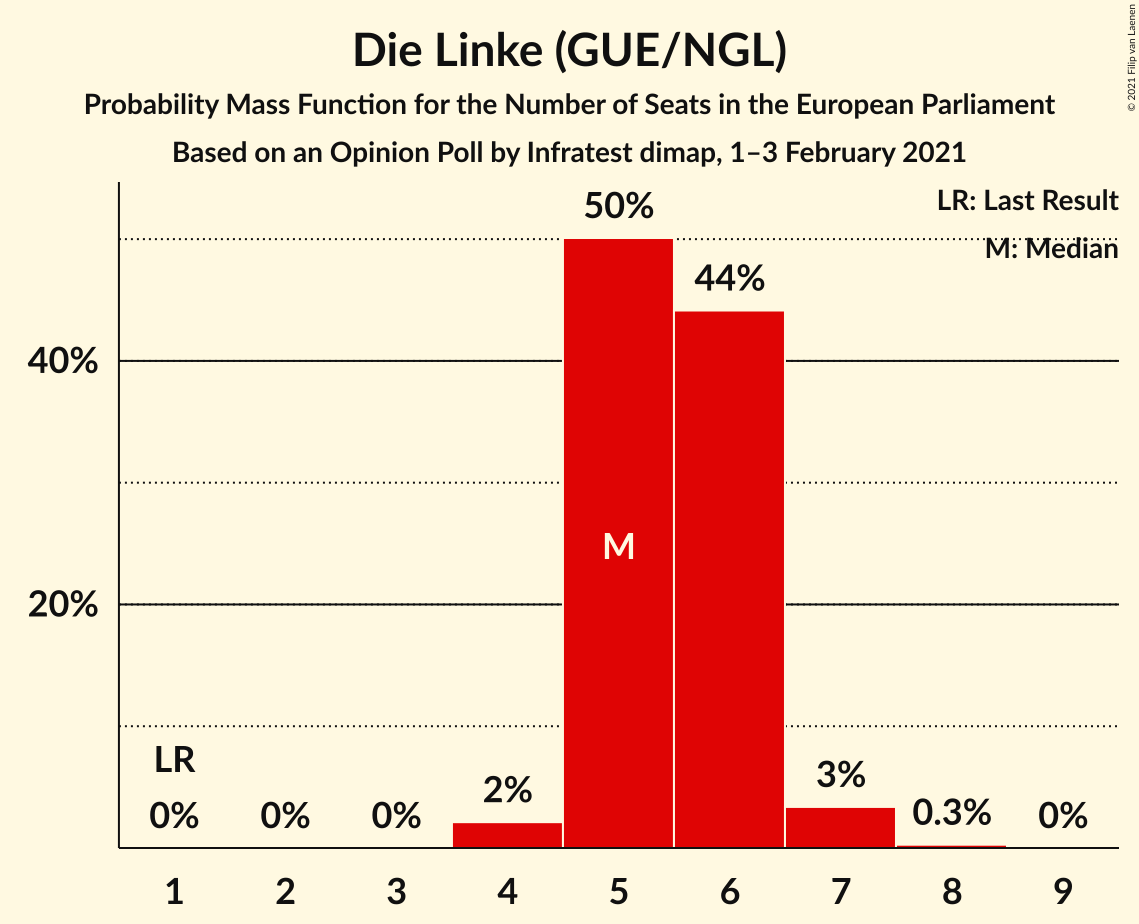 Die Linke (GUE/NGL)
Probability Mass Function for the Number of Seats in the European Parliament
Based on an Opinion Poll by Infratest dimap, 1–3 February 2021
© 2021 Filip van Laenen
LR: Last Result
M: Median
50%
44%
40%
M
20%
LR
0%
0%
0%
2%
3%
0.3%
0%
1 2 3 4 5 6 7 8 9